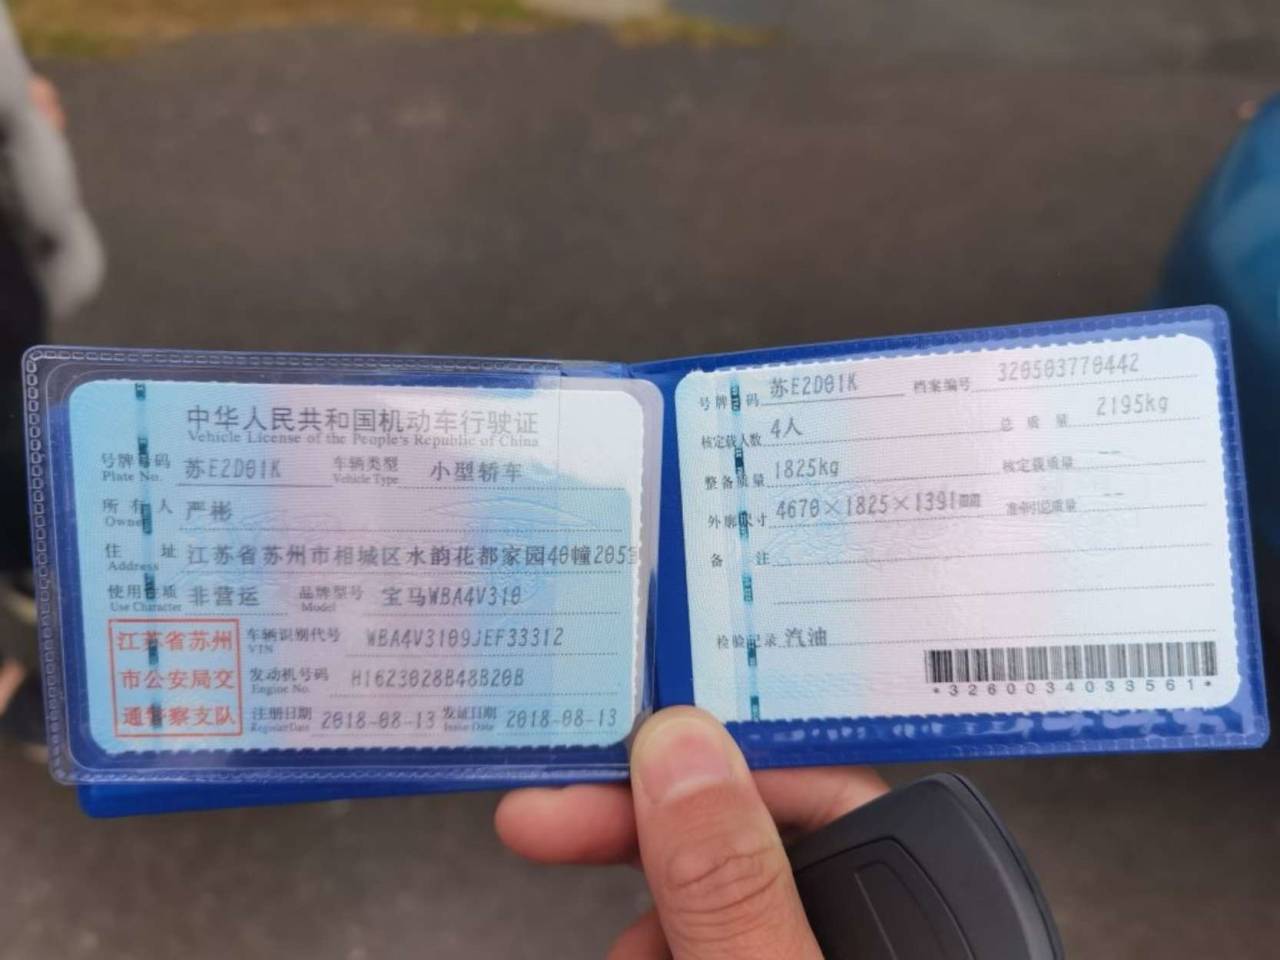 中华人民共和国机动车行驶证
Vehicle License of the People's Republic of China
号牌号码 苏E2D01K 车辆类型 小型轿车
Plate No. Vehicle Type
所有人 严彬
Owner
住址 江苏省苏州市相城区水韵花都家园40幢205室
Address
使用性质 非营运 品牌型号 宝马WBA4V310
Use Character Model
江苏省苏州
市公安局交
通警察支队
车辆识别代号 WBA4V3109JEF33312
VIN
发动机号码 H1623028B48B20B
Engine No.
注册日期 2018-08-13 发证日期 2018-08-13
Register Date Issue Date
号牌号码 苏E2D01K 档案编号 320503770442
核定载人数 4人 总质量 2195kg
整备质量 1825kg 核定载质量 --
外廓尺寸 4670×1825×1391毫米 准牵引总质量 --
备注
检验记录 汽油
*3260034033561*